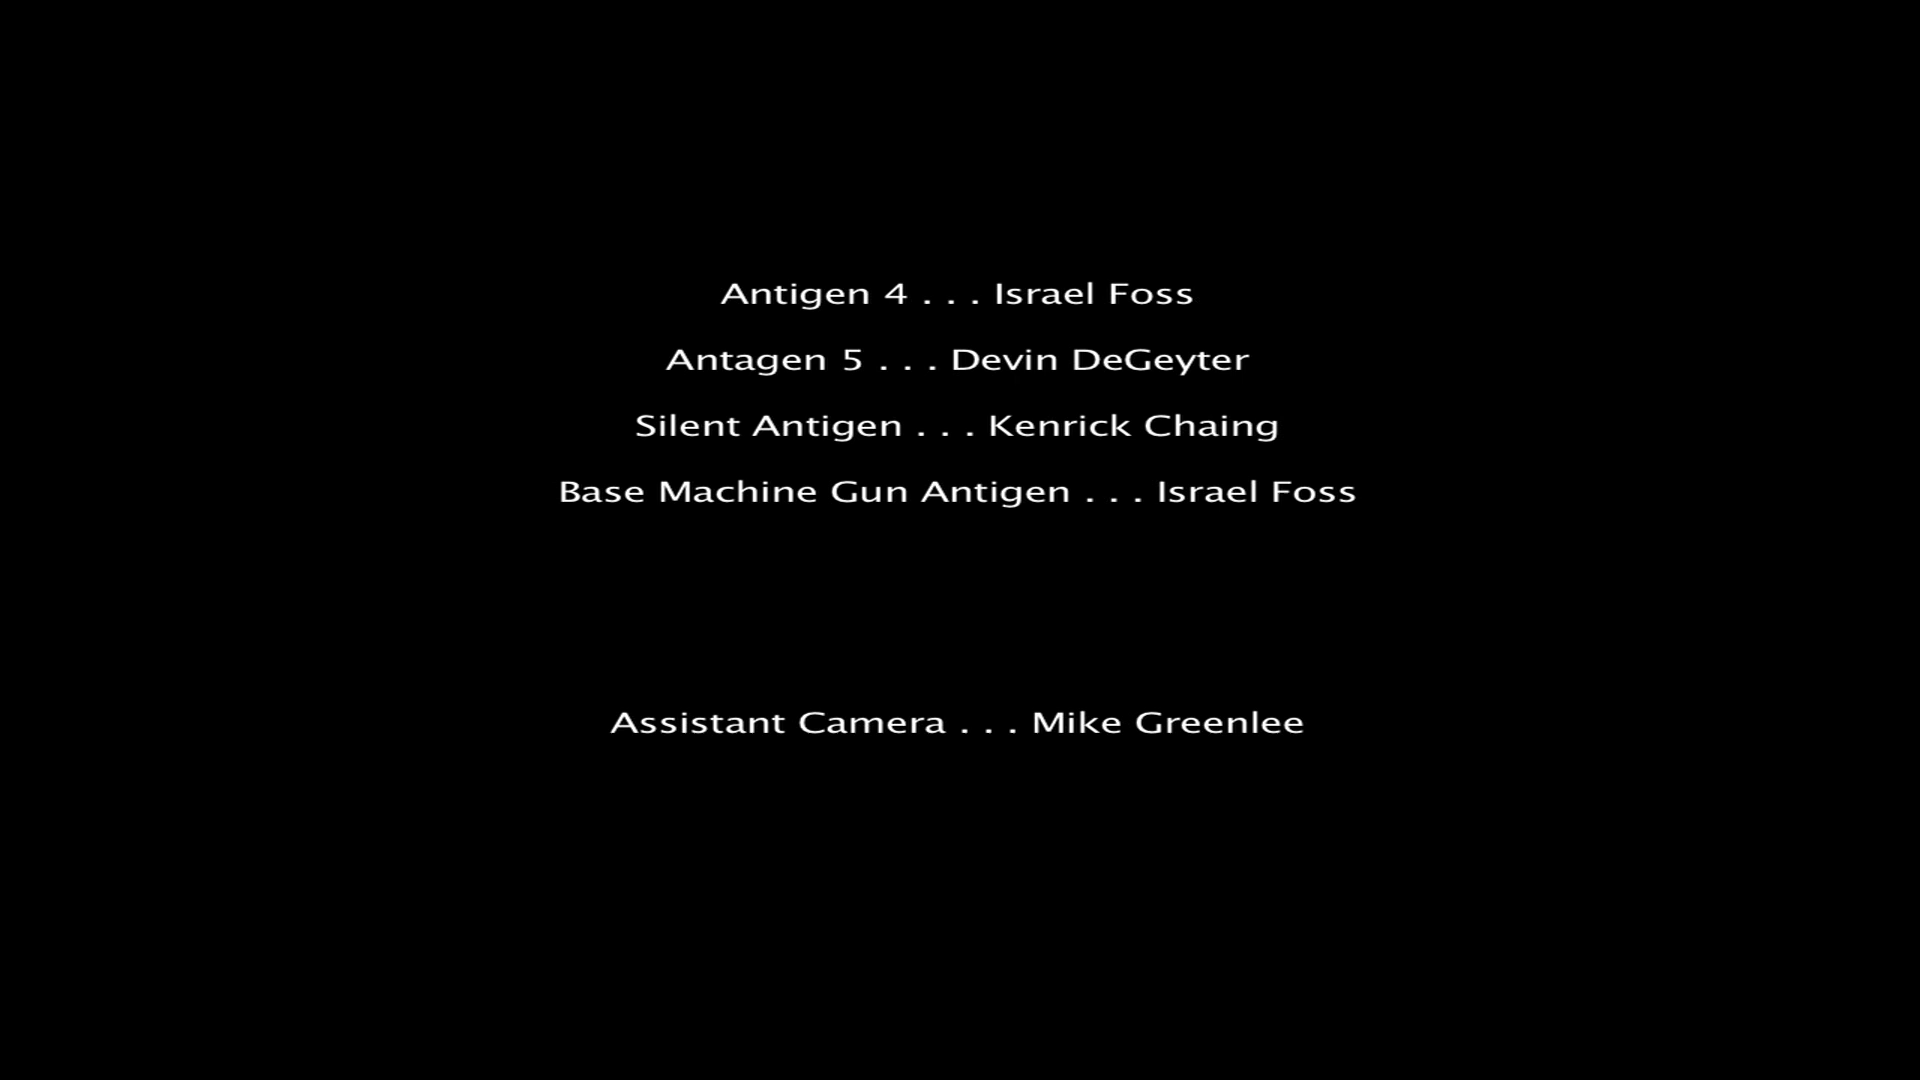 Antigen 4 . . . Israel Foss
Antagen 5 . . . Devin DeGeyter
Silent Antigen . . . Kenrick Chaing
Base Machine Gun Antigen . . . Israel Foss
Assistant Camera . . . Mike Greenlee